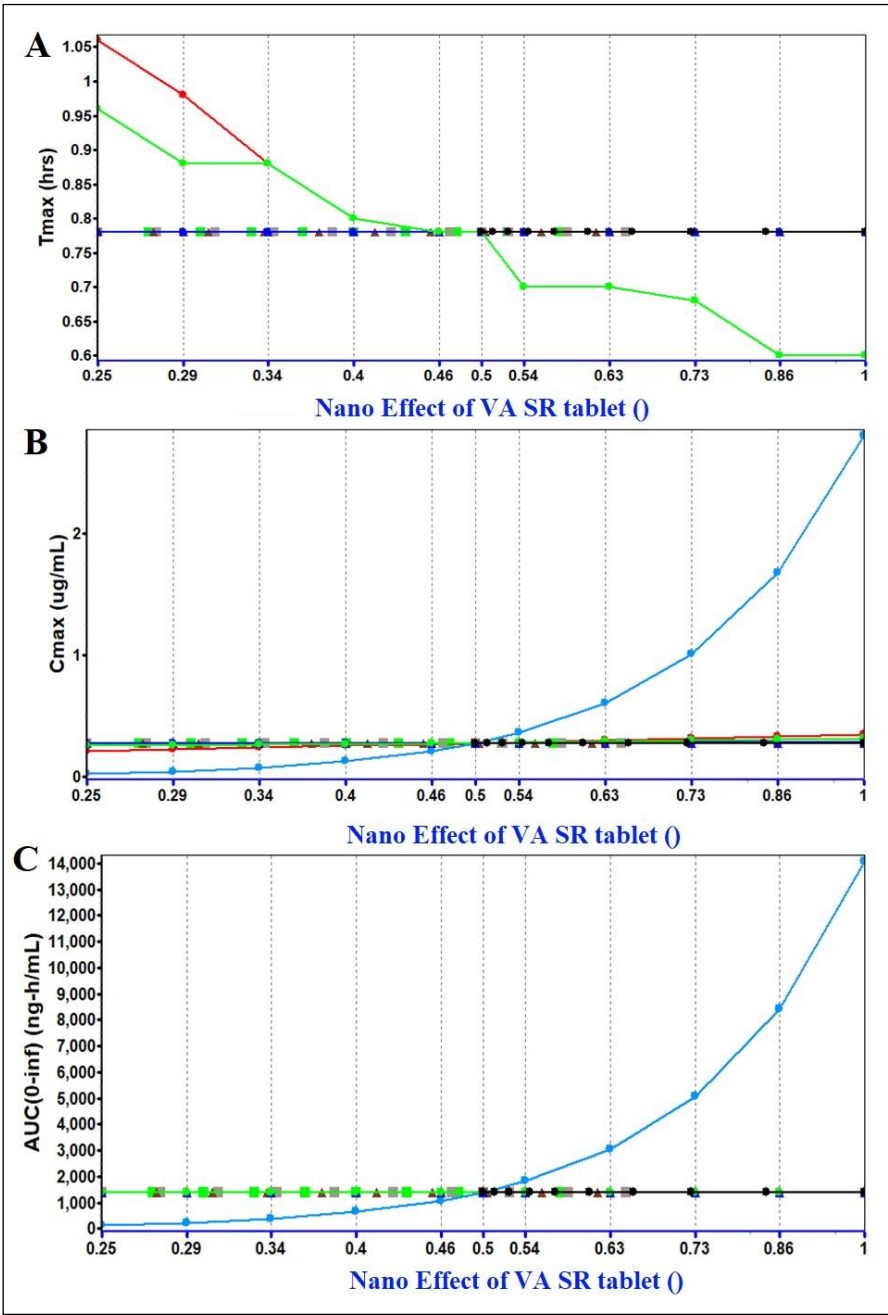 A
Tmax (hrs)
1.05
1
0.95
0.9
0.85
0.8
0.75
0.7
0.65
0.6
0.25 0.29 0.34 0.4 0.46 0.5 0.54 0.63 0.73 0.86 1
Nano Effect of VA SR tablet ()
B
Cmax (ug/mL)
2
1
0
0.25 0.29 0.34 0.4 0.46 0.5 0.54 0.63 0.73 0.86 1
Nano Effect of VA SR tablet ()
C
AUC(0-inf) (ng-h/mL)
14,000
13,000
12,000
11,000
10,000
9,000
8,000
7,000
6,000
5,000
4,000
3,000
2,000
1,000
0
0.25 0.29 0.34 0.4 0.46 0.5 0.54 0.63 0.73 0.86 1
Nano Effect of VA SR tablet ()